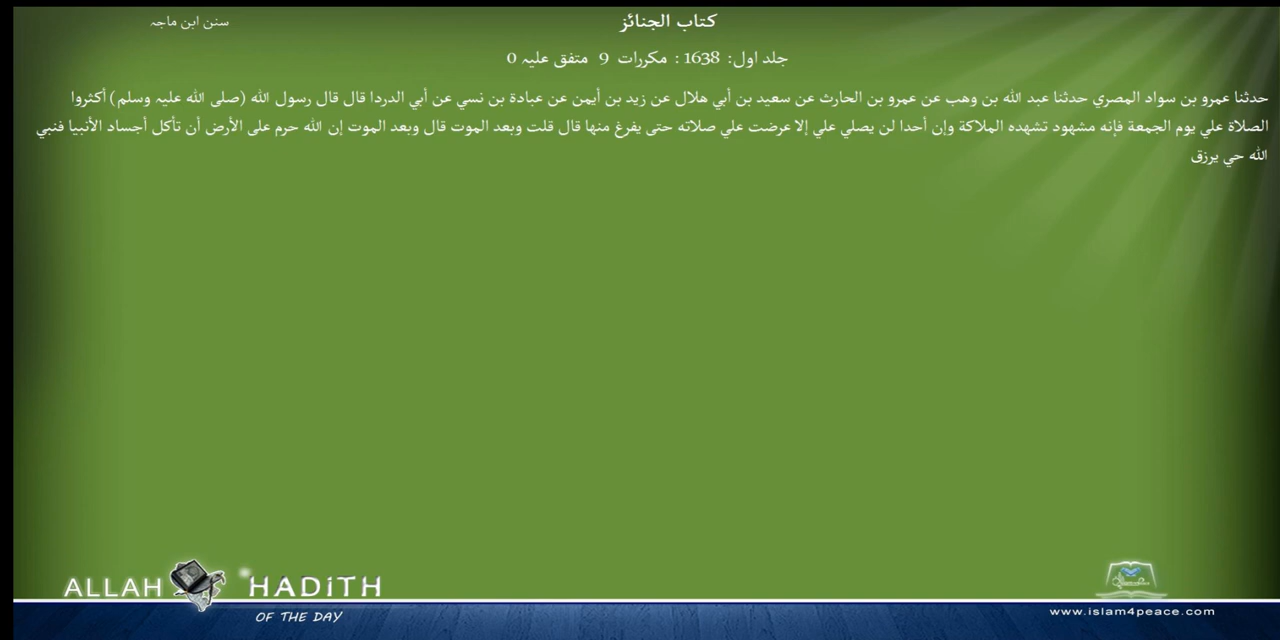 كتاب الجنائز
سنن ابن ماجہ
جلد اول: 1638 : مكررات 9 متفق عليہ 0
حدثنا عمرو بن سواد المصري حدثنا عبد الله بن وهب عن عمرو بن الحارث عن سعيد بن أبي هلال عن زيد بن أيمن عن عبادة بن نسي عن أبي الدردا قال قال رسول الله (صلى الله عليہ وسلم) أكثروا
الصلاة علي يوم الجمعة فإنه مشهود تشهده الملاكة وإن أحدا لن يصلي علي إلا عرضت علي صلاته حتى يفرغ منها قال قلت وبعد الموت قال وبعد الموت إن الله حرم على الأرض أن تأكل أجساد الأنبيا فنبي
الله حي يرزق
ALLAH HADITH
OF THE DAY
www.islam4peace.com